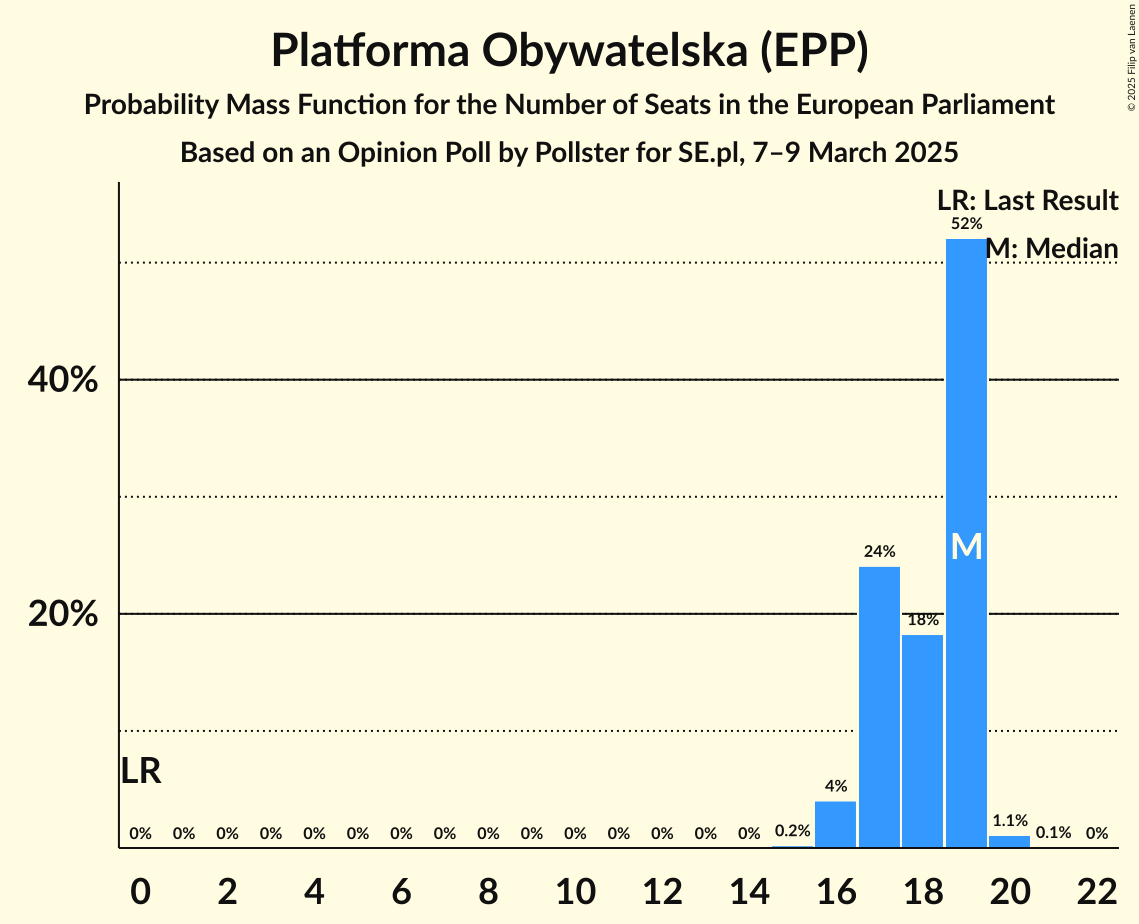 Platforma Obywatelska (EPP)
Probability Mass Function for the Number of Seats in the European Parliament
Based on an Opinion Poll by Pollster for SE.pl, 7–9 March 2025
© 2025 Filip van Laenen
LR: Last Result
M: Median
52%
40%
M
24%
20%
18%
LR
4%
1.1%
0% 0% 0% 0% 0% 0% 0% 0% 0% 0% 0% 0% 0% 0% 0% 0.2% 0.1% 0%
0 2 4 6 8 10 12 14 16 18 20 22